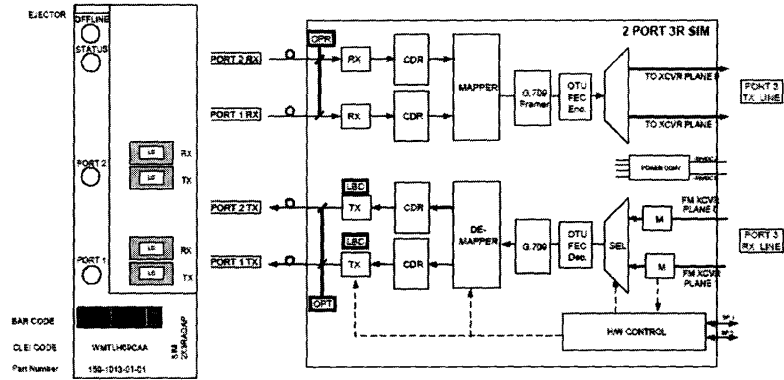 EJECTOR
OFFLINE
STATUS
PORT 2
RX
TX
PORT 1
RX
TX
BAR CODE
CLEI CODE
WMTLH69CAA
Part Number
150-1013-01-01
SIM
2 PORT 3R SIM
OPR
PORT 2 RX
RX
CDR
MAPPER
G.709
Framer
OTU
FEC
Enc.
TO XCVR PLANE
PORT 3
TX LINE
PORT 1 RX
RX
CDR
TO XCVR PLANE
POWER CONV
LBC
PORT 2 TX
TX
CDR
DE-
MAPPER
G.709
OTU
FEC
Dec.
SEL
M
FM XCVR
PLANE
PORT 3
RX LINE
LBC
PORT 1 TX
TX
CDR
M
FM XCVR
PLANE
OPT
H/W CONTROL